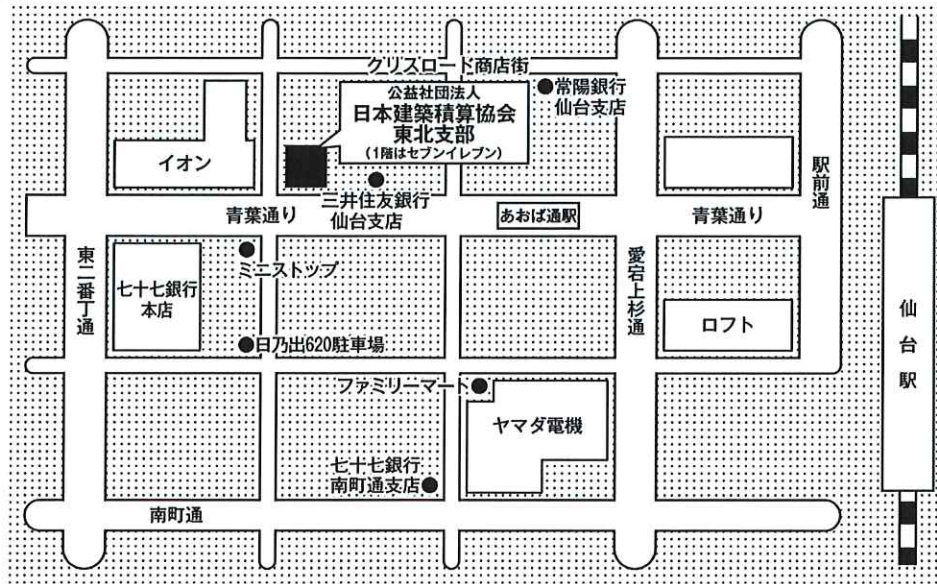 クリスロード商店街
公益社団法人
日本建築積算協会
東北支部
(1階はセブンイレブン)
常陽銀行
仙台支店
イオン
三井住友銀行
仙台支店
駅前通
青葉通り
あおば通駅
青葉通り
東二番丁通
七十七銀行
本店
ミニストップ
愛宕上杉通
ロフト
仙台駅
日乃出620駐車場
ファミリーマート
ヤマダ電機
七十七銀行
南町通支店
南町通